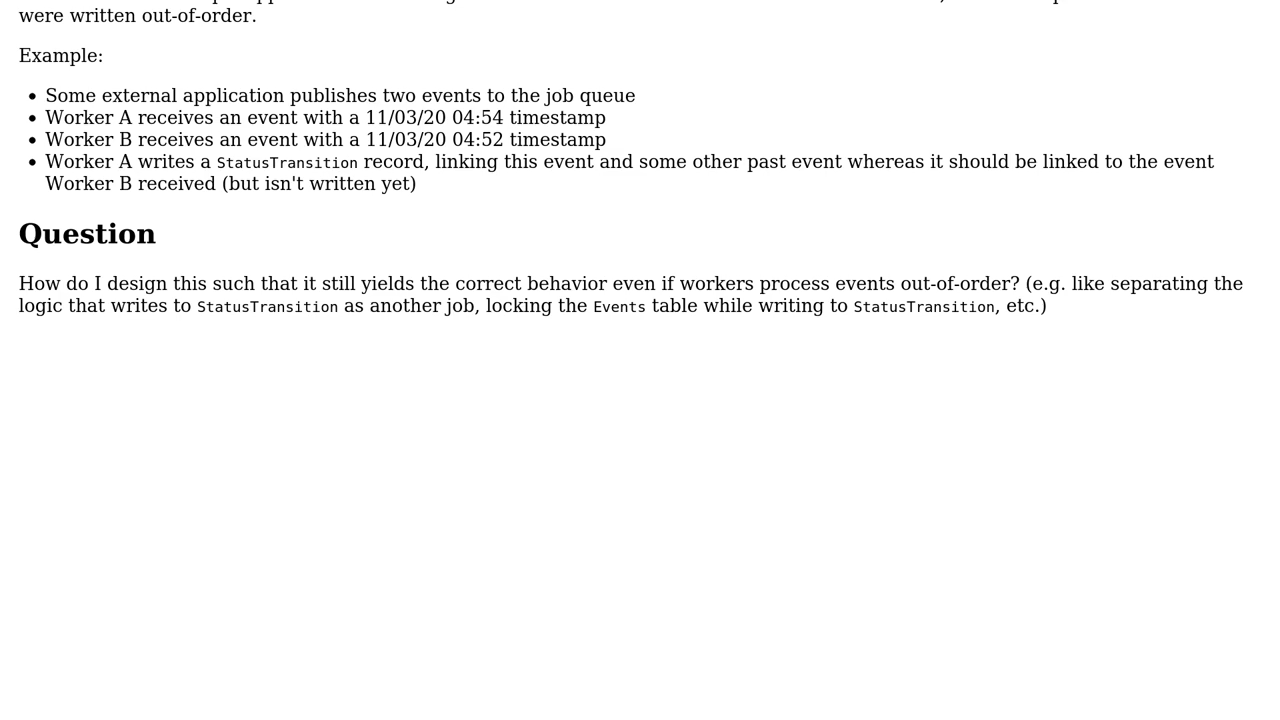 were written out-of-order.
Example:
Some external application publishes two events to the job queue
Worker A receives an event with a 11/03/20 04:54 timestamp
Worker B receives an event with a 11/03/20 04:52 timestamp
Worker A writes a StatusTransition record, linking this event and some other past event whereas it should be linked to the event
Worker B received (but isn't written yet)
Question
How do I design this such that it still yields the correct behavior even if workers process events out-of-order? (e.g. like separating the
logic that writes to StatusTransition as another job, locking the Events table while writing to StatusTransition, etc.)